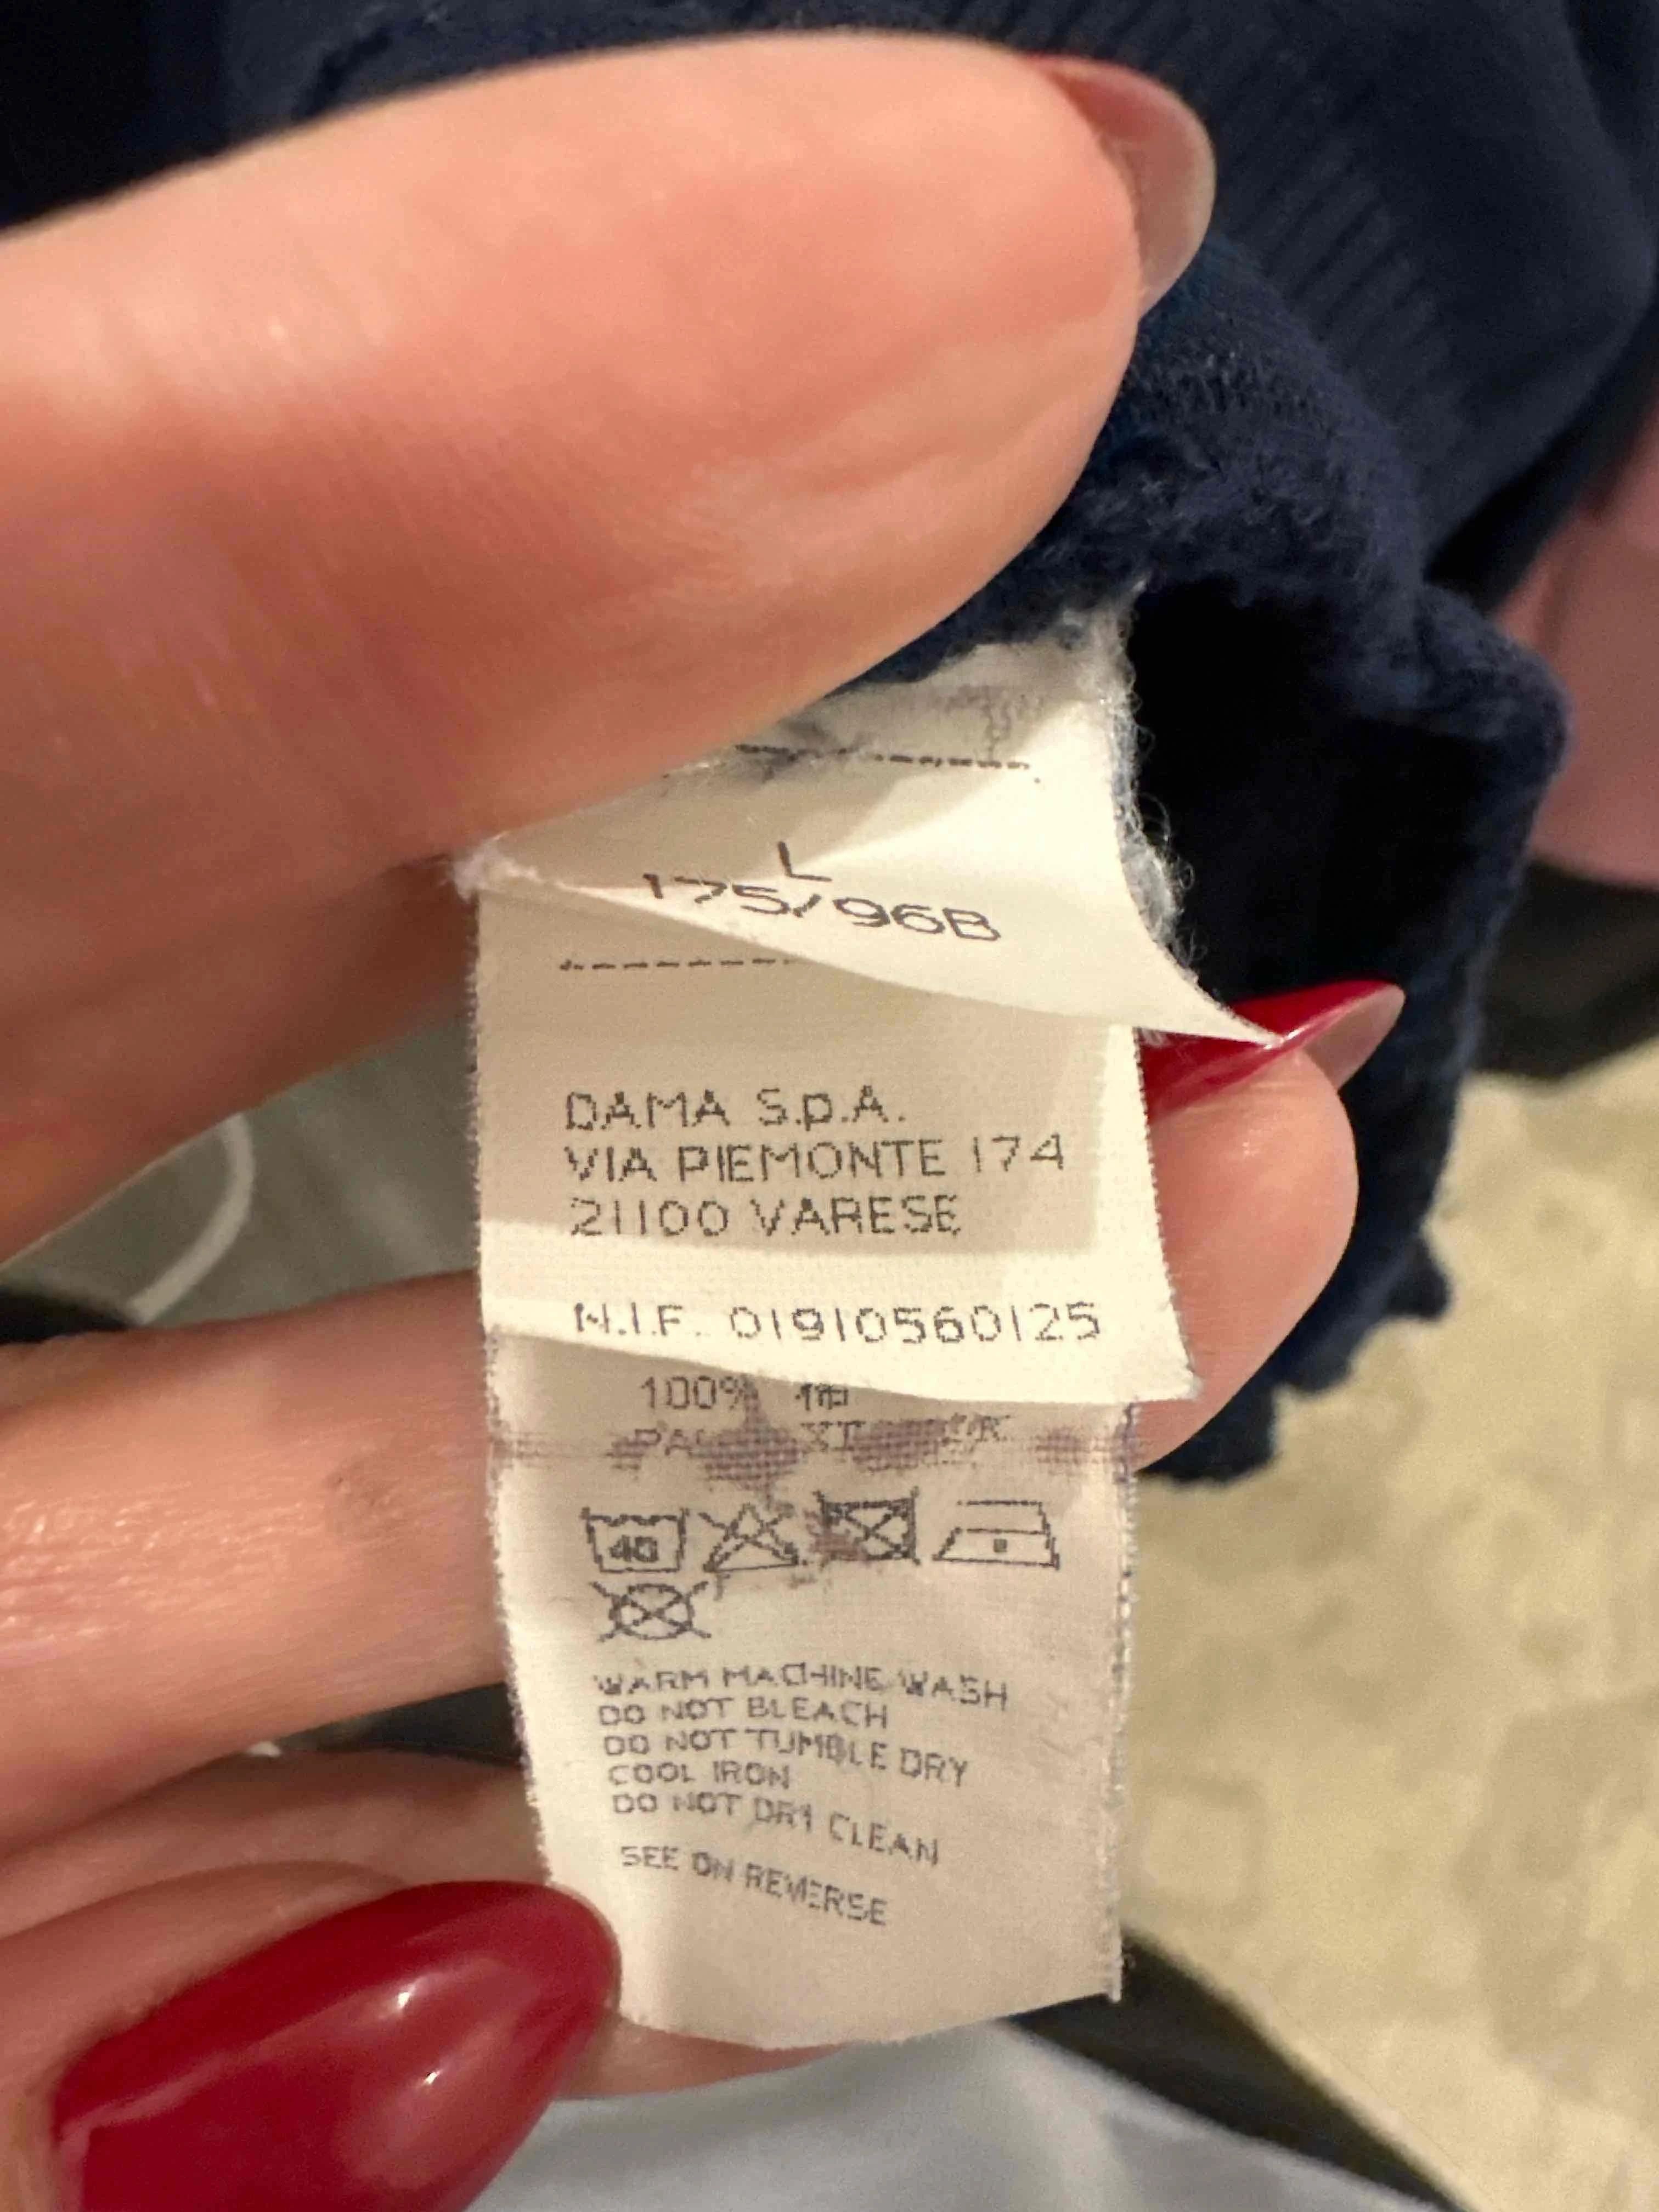 L
175/96B
DAMA S.p.A.
VIA PIEMONTE 174
21100 VARESE
N.I.F. 01910560125
100%
40
WARM MACHINE WASH
DO NOT BLEACH
DO NOT TUMBLE DRY
COOL IRON
DO NOT DRY CLEAN
SEE ON REVERSE